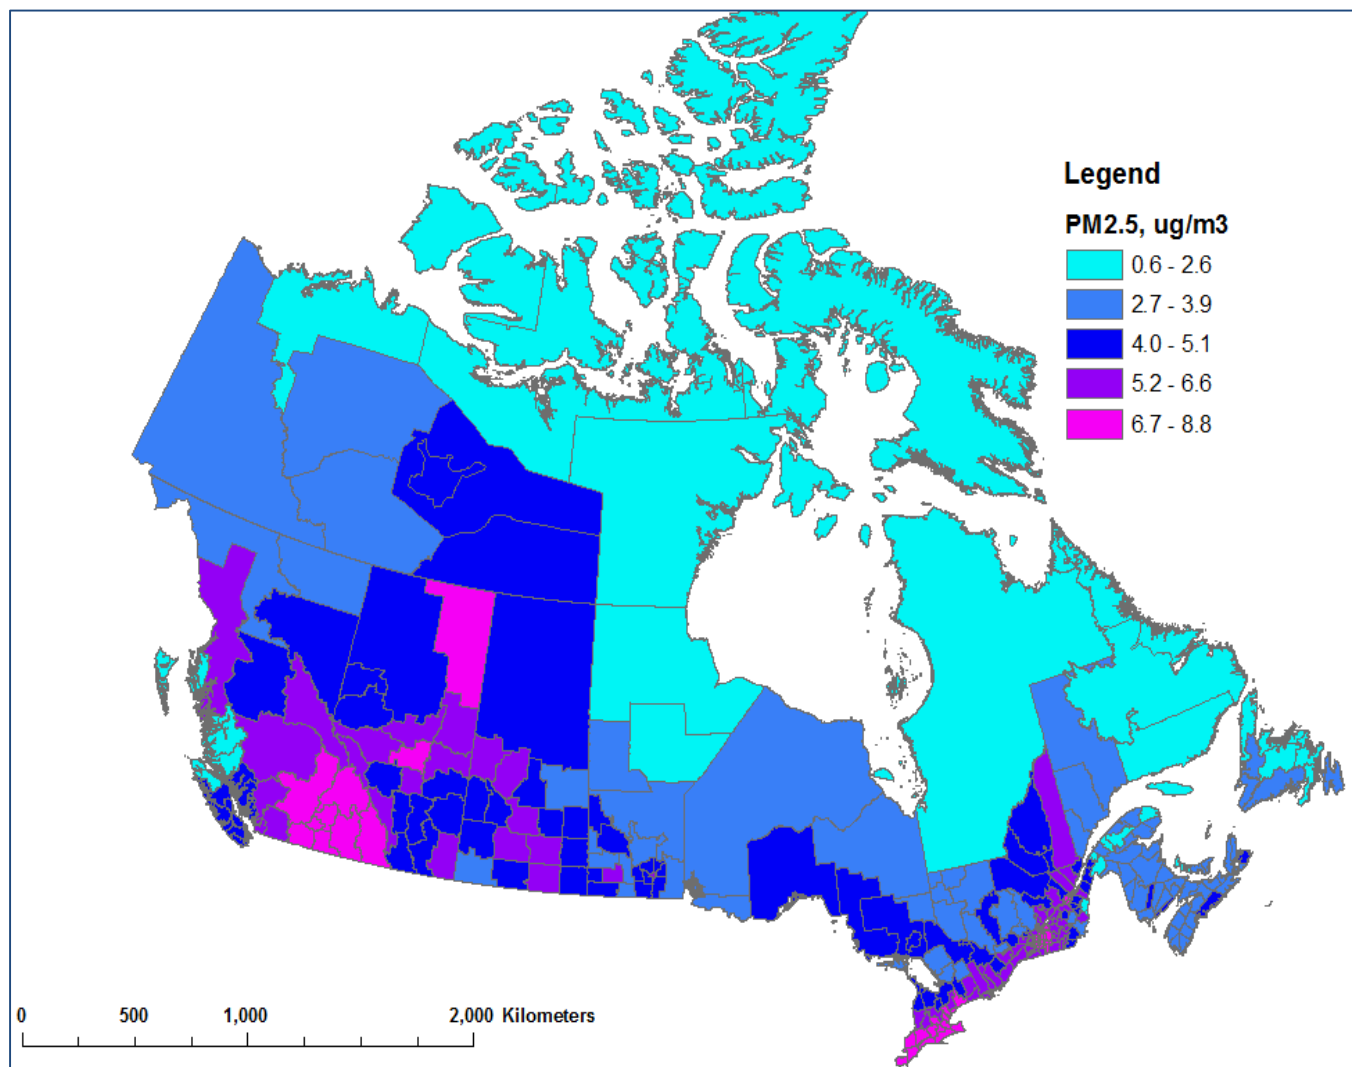 Legend
PM2.5, ug/m3
0.6 - 2.6
2.7 - 3.9
4.0 - 5.1
5.2 - 6.6
6.7 - 8.8
0 500 1,000 2,000 Kilometers